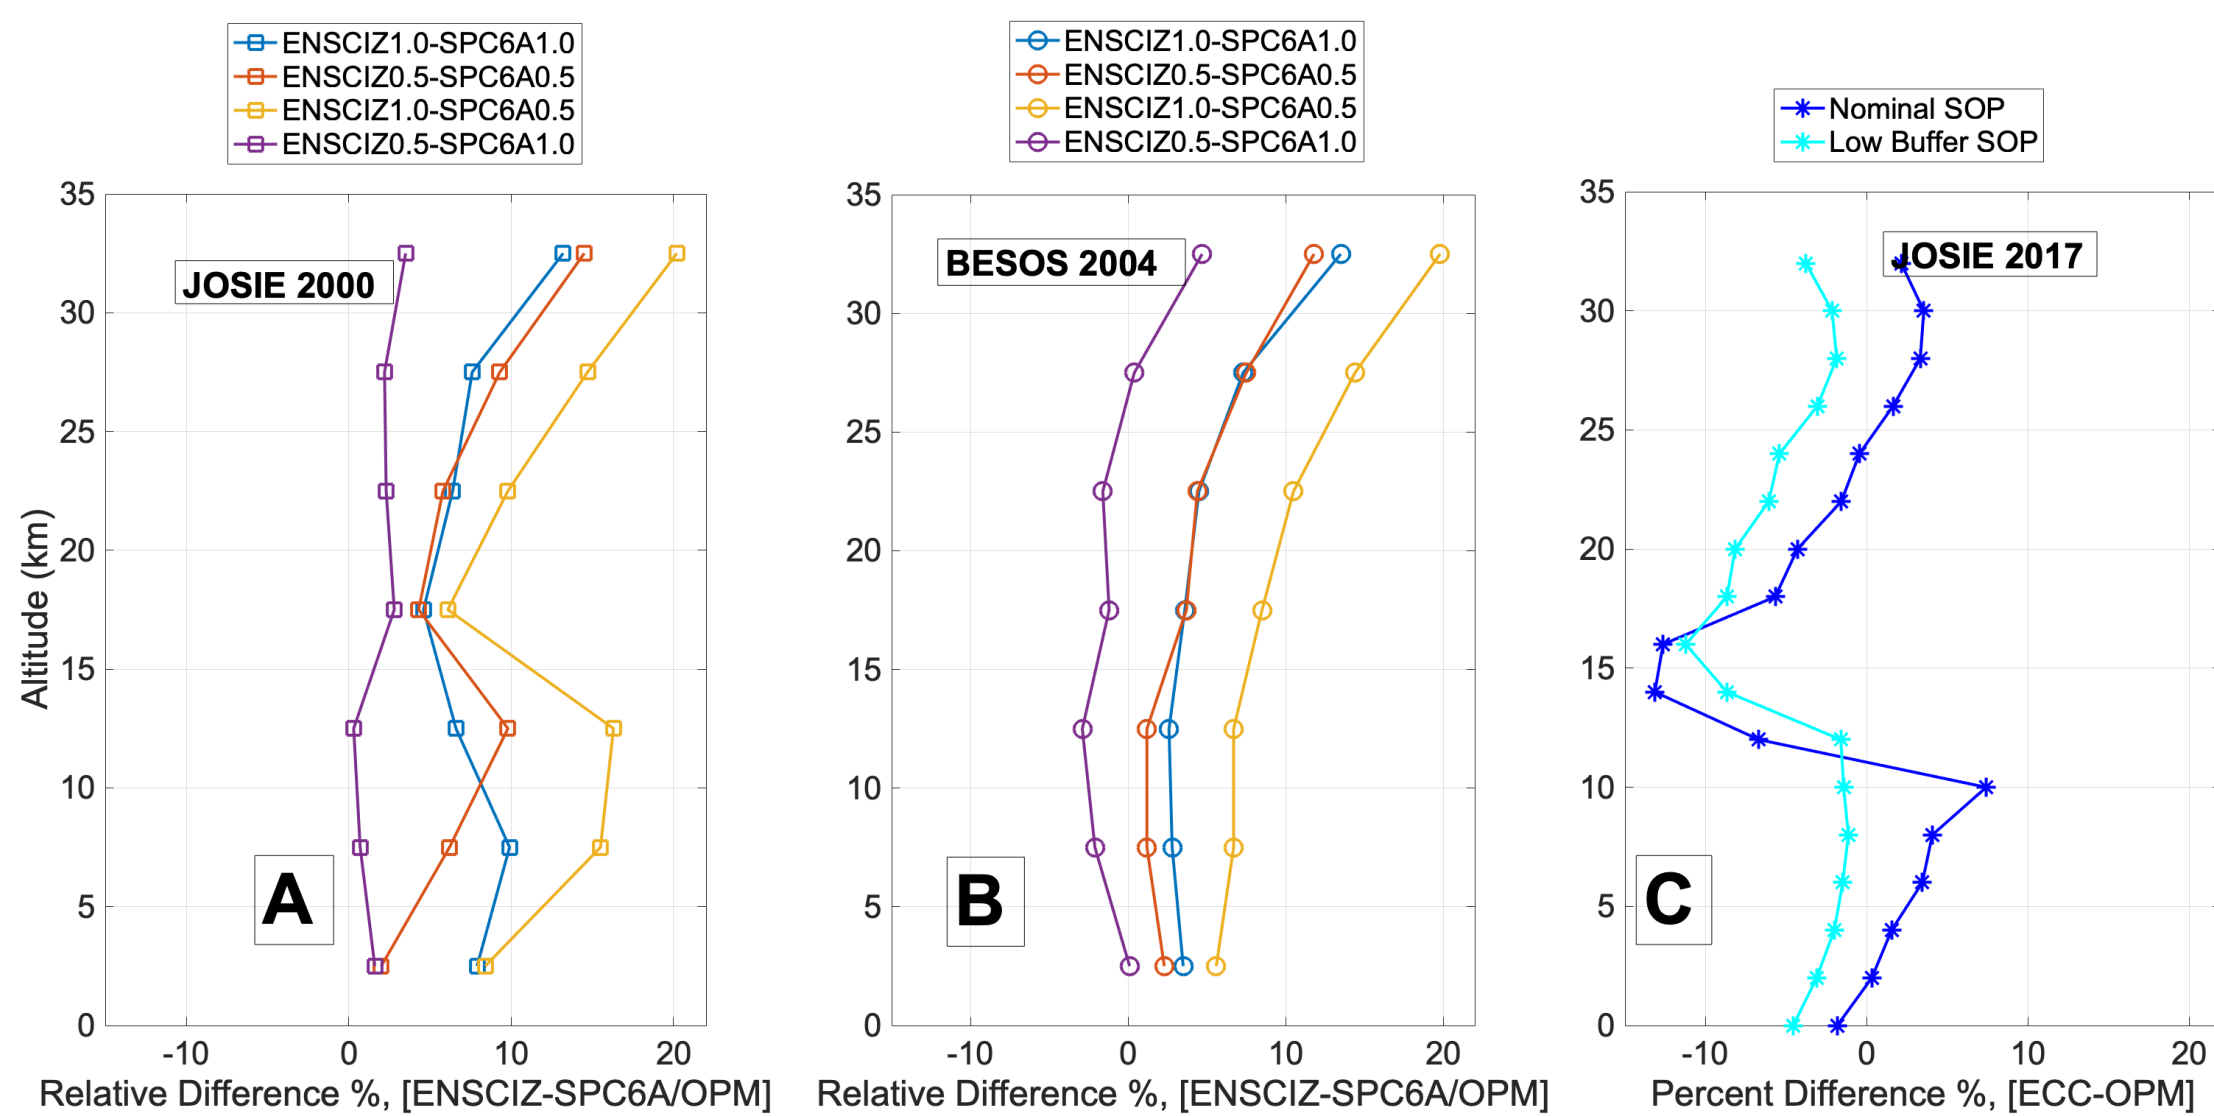 ENSCIZ1.0-SPC6A1.0
ENSCIZ0.5-SPC6A0.5
ENSCIZ1.0-SPC6A0.5
ENSCIZ0.5-SPC6A1.0
JOSIE 2000
A
35
30
25
20
15
10
5
0
-10 0 10 20
Altitude (km)
Relative Difference %, [ENSCIZ-SPC6A/OPM]
ENSCIZ1.0-SPC6A1.0
ENSCIZ0.5-SPC6A0.5
ENSCIZ1.0-SPC6A0.5
ENSCIZ0.5-SPC6A1.0
BESOS 2004
B
35
30
25
20
15
10
5
0
-10 0 10 20
Relative Difference %, [ENSCIZ-SPC6A/OPM]
Nominal SOP
Low Buffer SOP
JOSIE 2017
C
35
30
25
20
15
10
5
0
-10 0 10 20
Percent Difference %, [ECC-OPM]